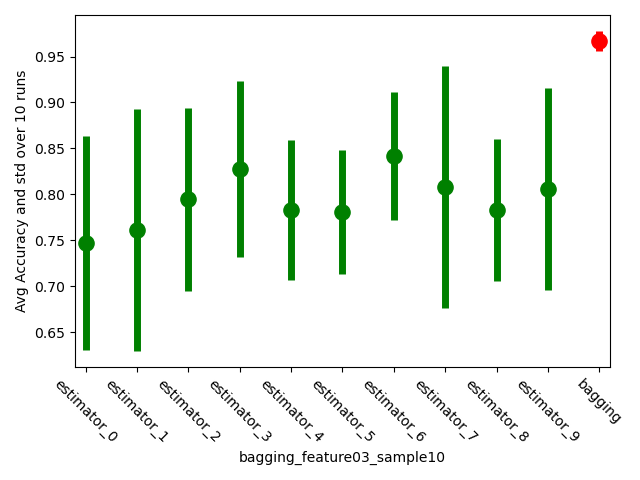 Avg Accuracy and std over 10 runs
0.95
0.90
0.85
0.80
0.75
0.70
0.65
estimator_0
estimator_1
estimator_2
estimator_3
estimator_4
estimator_5
estimator_6
estimator_7
estimator_8
estimator_9
bagging
bagging_feature03_sample10